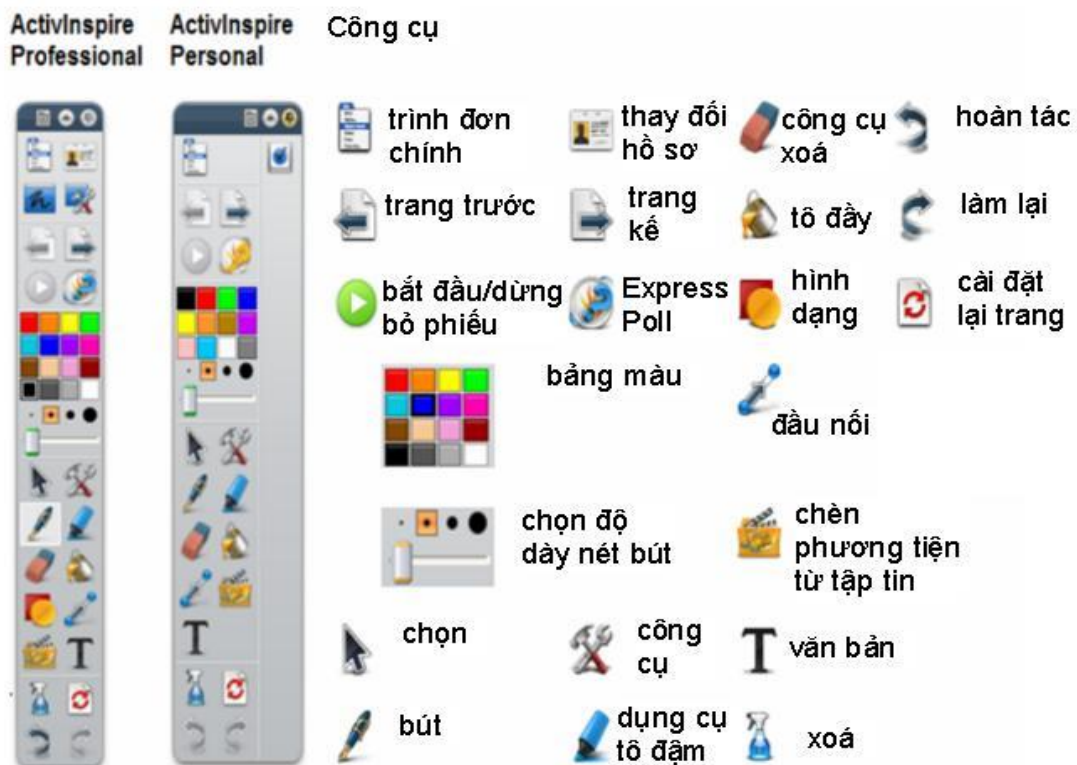 ActivInspire
Professional
ActivInspire
Personal
Công cụ
trình đơn
chính
thay đổi
hồ sơ
công cụ
xoá
hoàn tác
trang trước
trang
kế
tô đầy
làm lại
bắt đầu/dừng
bỏ phiếu
Express
Poll
hình
dạng
cài đặt
lại trang
bảng màu
đầu nối
chọn độ
dày nét bút
chèn
phương tiện
từ tập tin
chọn
công
cụ
T văn bản
bút
dụng cụ
tô đậm
xoá